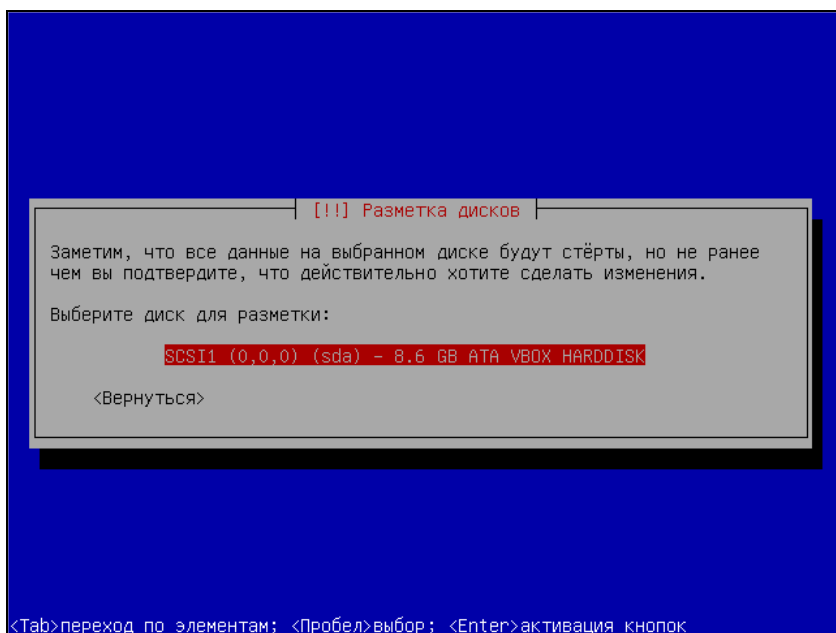 [!!] Разметка дисков
Заметим, что все данные на выбранном диске будут стёрты, но не ранее
чем вы подтвердите, что действительно хотите сделать изменения.
Выберите диск для разметки:
SCSI1 (0,0,0) (sda) – 8.6 GB ATA VBOX HARDDISK
<Вернуться>
<Tab>переход по элементам; <Пробел>выбор; <Enter>активация кнопок